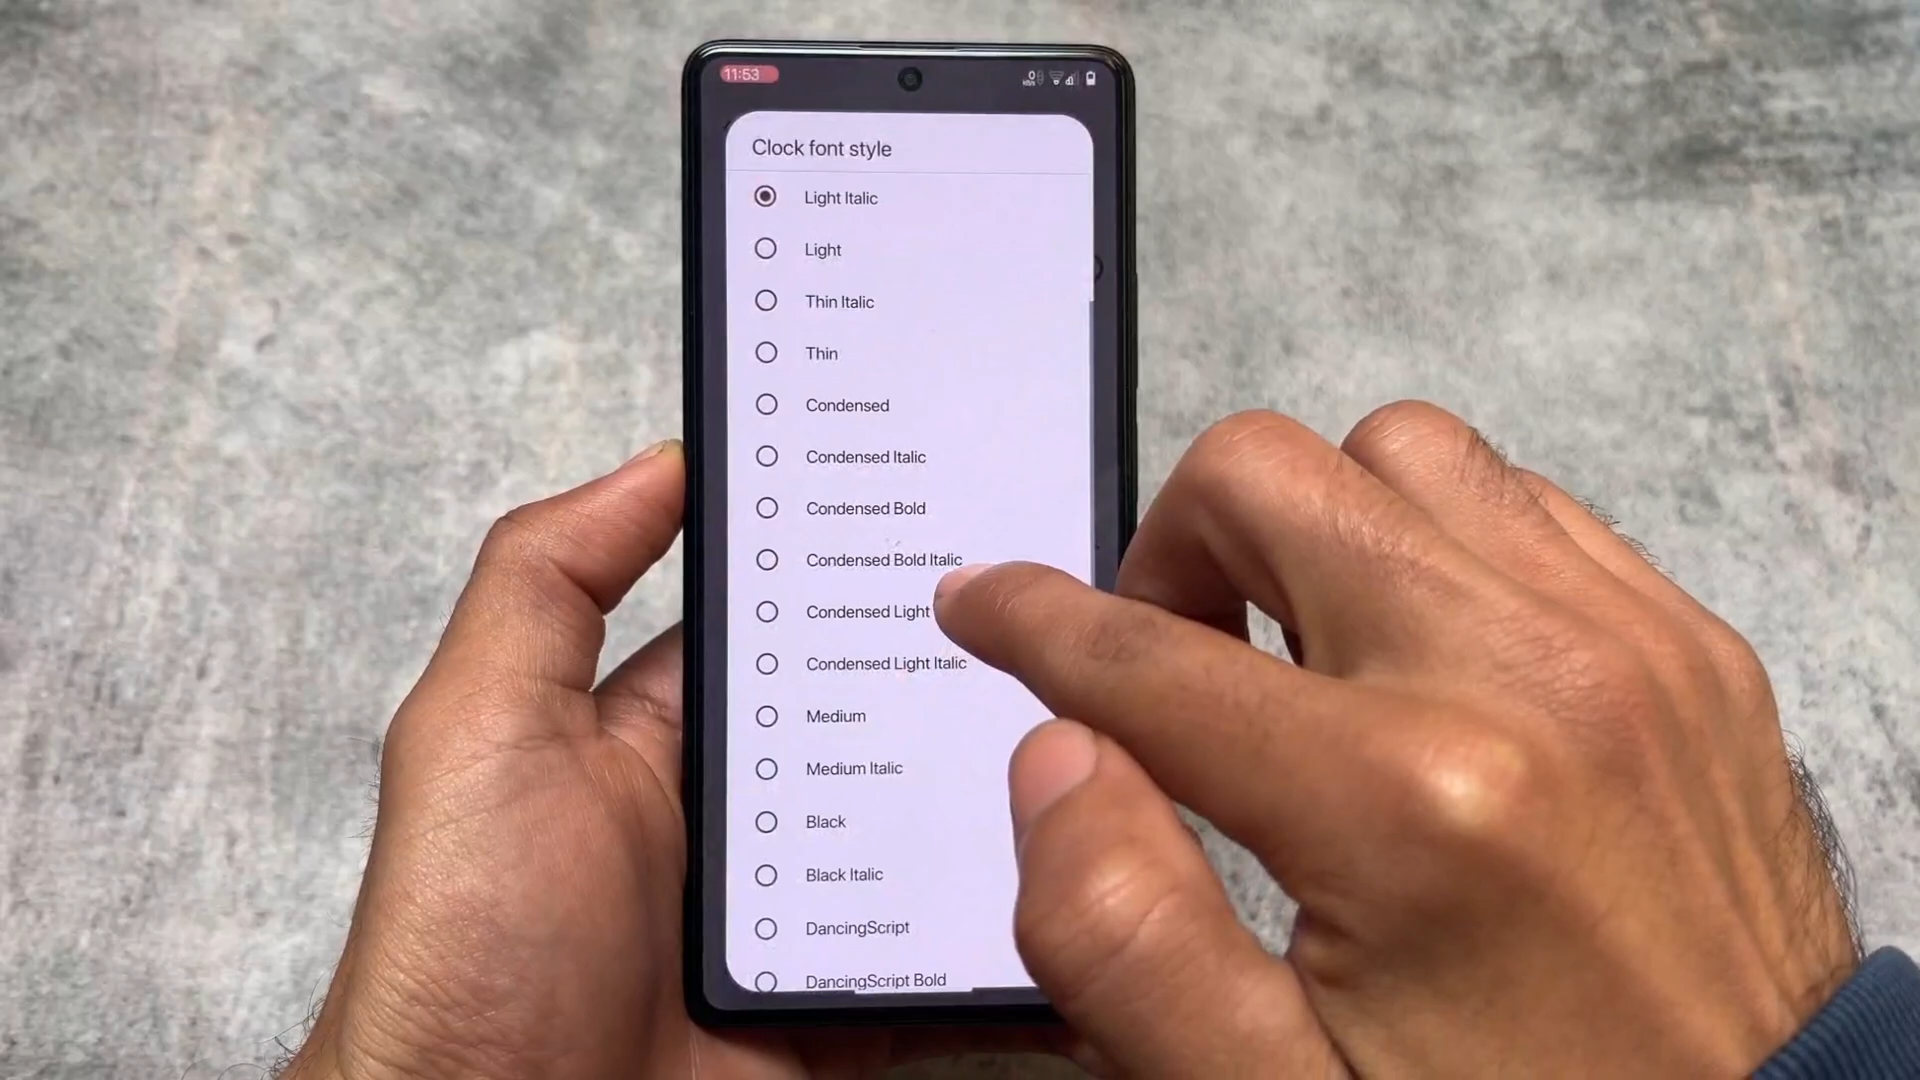 11:53
0
Clock font style
Light Italic
Light
Thin Italic
Thin
Condensed
Condensed Italic
Condensed Bold
Condensed Bold Italic
Condensed Light
Condensed Light Italic
Medium
Medium Italic
Black
Black Italic
DancingScript
DancingScript Bold